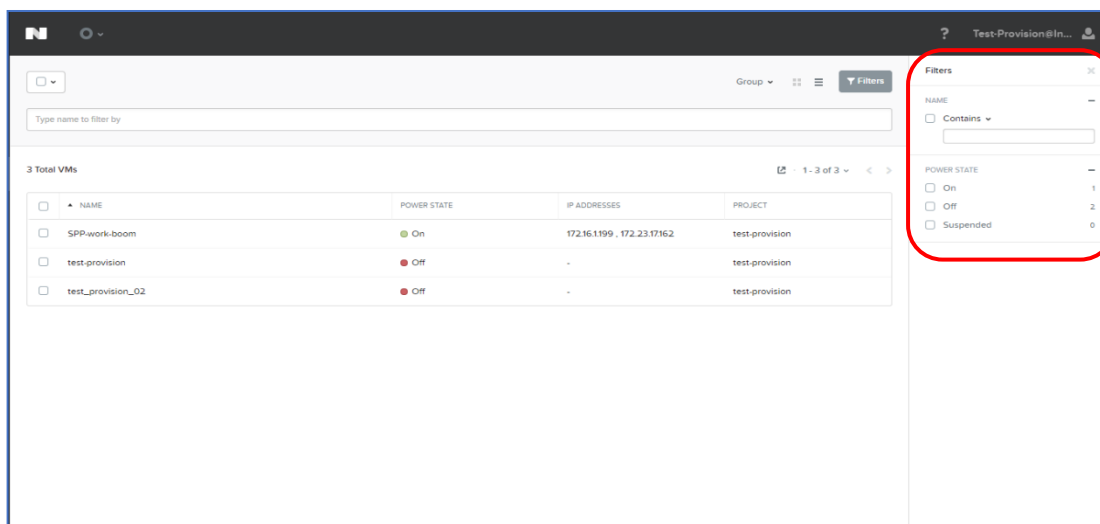 ? Test-Provision@In...
Group Filters
Type name to filter by
3 Total VMs 1 - 3 of 3
NAME POWER STATE IP ADDRESSES PROJECT
SPP-work-boom On 172.16.1.199 , 172.23.17.162 test-provision
test-provision Off - test-provision
test_provision_02 Off - test-provision
Filters
NAME
Contains
POWER STATE
On 1
Off 2
Suspended 0